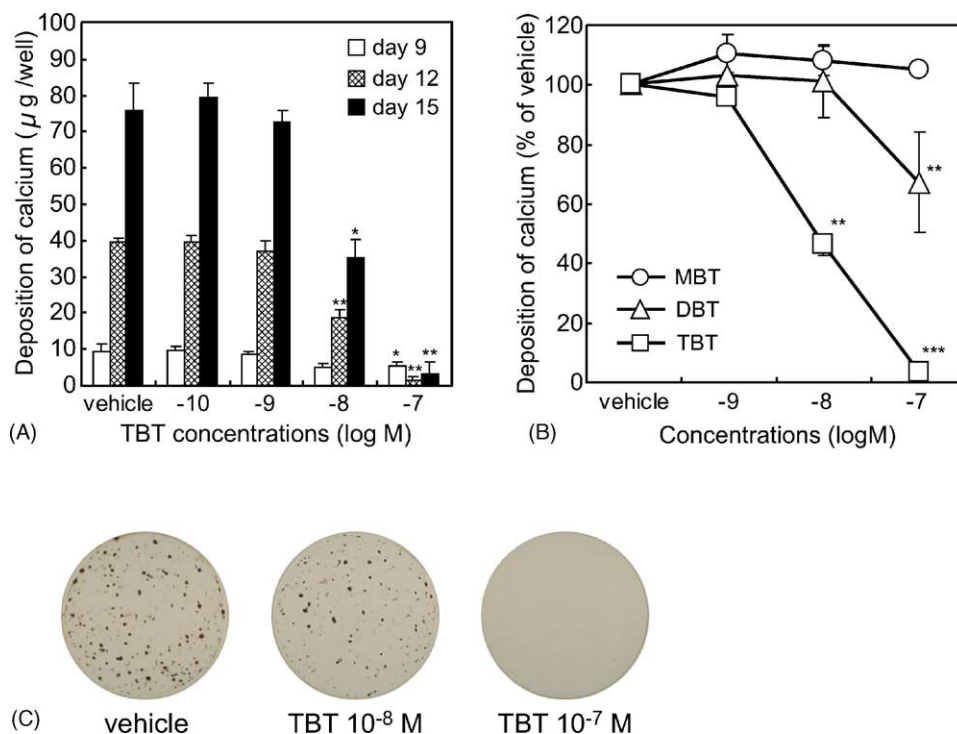 100
90
80
70
60
50
40
30
20
10
0
Deposition of calcium ( μ g /well)
day 9
day 12
day 15
*
**
*
**
**
vehicle -10 -9 -8 -7
TBT concentrations (log M)
(A)
120
100
80
60
40
20
0
Deposition of calcium (% of vehicle)
**
**
***
MBT
DBT
TBT
vehicle -9 -8 -7
Concentrations (logM)
(B)
(C)
vehicle TBT 10⁻⁸ M TBT 10⁻⁷ M